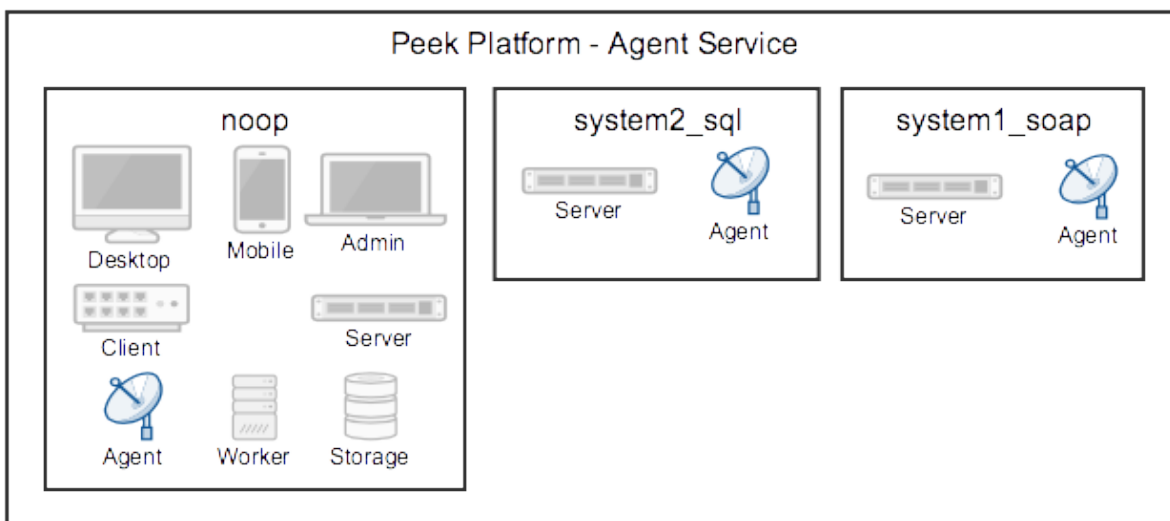 Peek Platform - Agent Service
noop
Desktop
Mobile
Admin
Client
Server
Agent
Worker
Storage
system2_sql
Server
Agent
system1_soap
Server
Agent